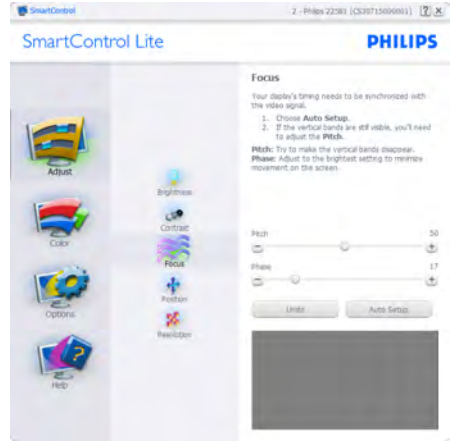 SmartControl
2 - Philips 225B1 (CS30715000001)
SmartControl Lite
PHILIPS
Adjust
Color
Options
Help
Brightness
Contrast
Focus
Position
Resolution
Focus
Your display's timing needs to be synchronized with
the video signal.
1. Choose Auto Setup.
2. If the vertical bands are still visible, you'll need
to adjust the Pitch.
Pitch: Try to make the vertical bands disappear.
Phase: Adjust to the brightest setting to minimize
movement on the screen.
Pitch 50
Phase 17
Undo
Auto Setup